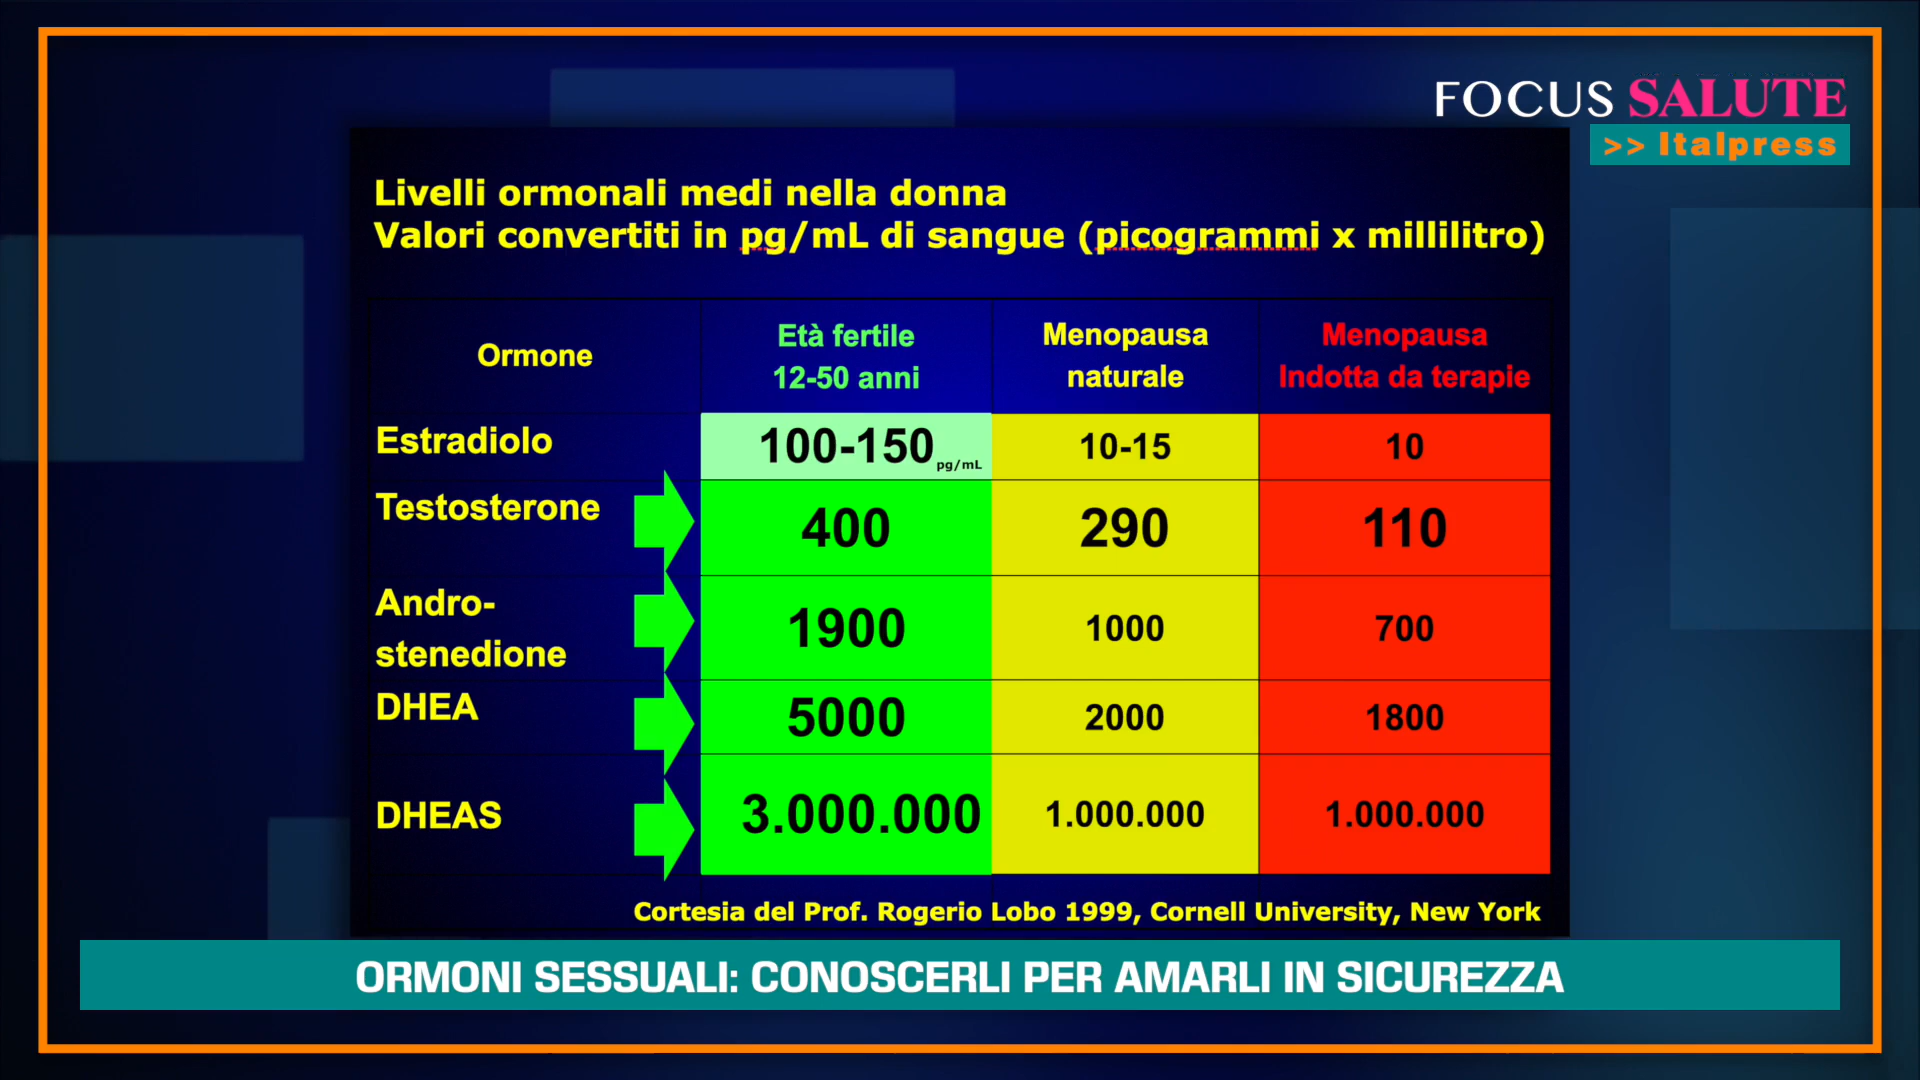 FOCUS SALUTE
>> Italpress
Livelli ormonali medi nella donna
Valori convertiti in pg/mL di sangue (picogrammi x millilitro)
Ormone
Età fertile
12-50 anni
Menopausa
naturale
Menopausa
Indotta da terapie
Estradiolo
100-150 pg/mL
10-15
10
Testosterone
400
290
110
Andro-
stenedione
1900
1000
700
DHEA
5000
2000
1800
DHEAS
3.000.000
1.000.000
1.000.000
Cortesia del Prof. Rogerio Lobo 1999, Cornell University, New York
ORMONI SESSUALI: CONOSCERLI PER AMARLI IN SICUREZZA